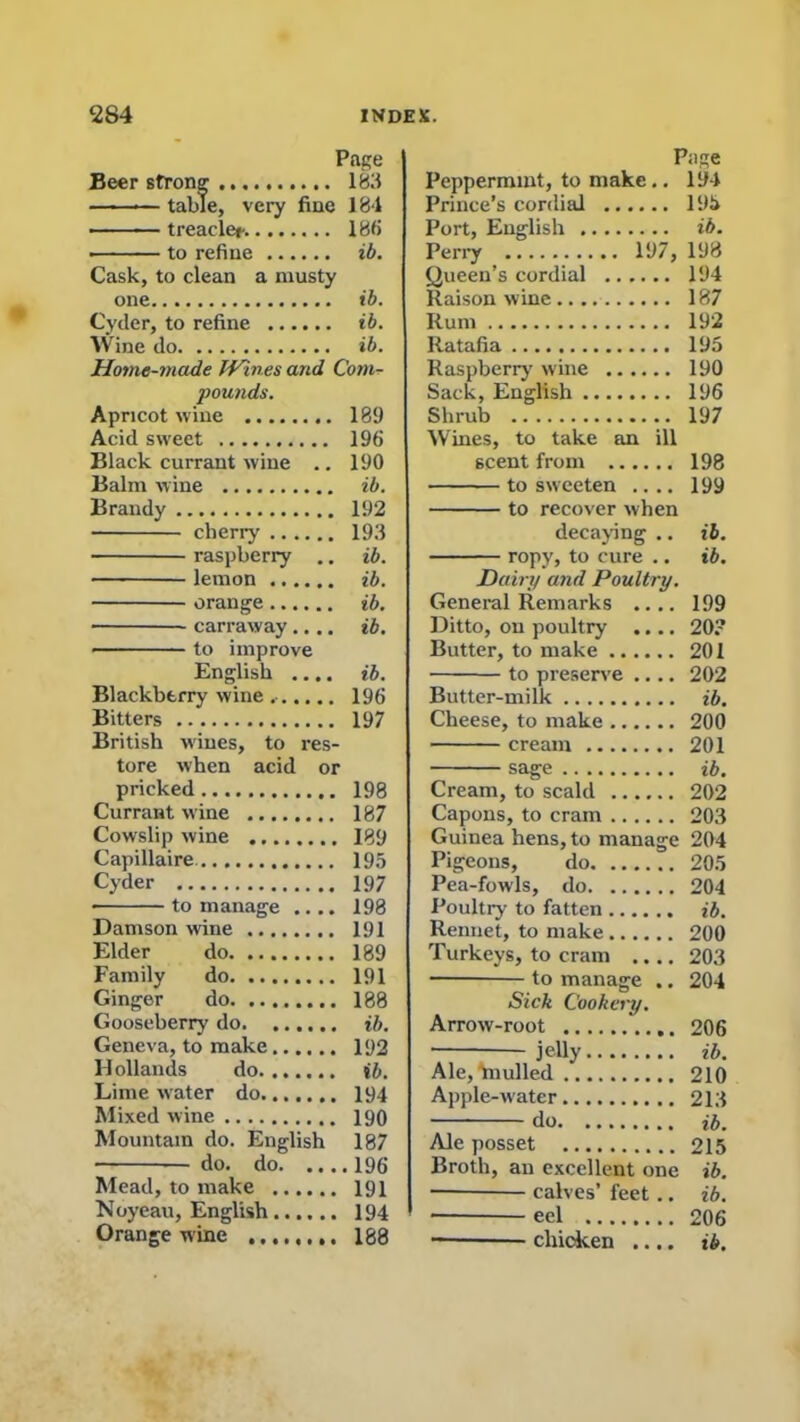 284 INDEX.
Page
Beer strong .......... 183
—— table, very fine 184
—— treacler ........ 186
—— to refine ...... ib.
Cask, to clean a musty
one ................ ib.
Cyder, to refine ...... ib.
Wine do. ............. ib.
Home-made Wines and Com-
pounds.
Apricot wine ........ 189
Acid sweet .......... 196
Black currant wine .. 190
Balm wine .......... ib.
Brandy .............. 192
—— cherry ...... 193
—— raspberry .. ib.
—— lemon ...... ib.
—— orange ...... ib.
—— carraway .... ib.
—— to improve
English .... ib.
Blackberry wine ....... 196
Bitters .............. 197
British wines, to res-
tore when acid or
pricked ............ 198
Currant wine ........ 187
Cowslip wine ........ 189
Capillaire ............. 195
Cyder .............. 197
—— to manage .... 198
Damson wine ........ 191
Elder do. ......... 189
Family do. ......... 191
Ginger do. ......... 188
Gooseberry do. ....... ib.
Geneva, to make ...... 192
Hollands do. ....... ib.
Lime water do. ....... 194
Mixed wine .......... 190
Mountain do. English 187
—— do. do. .... 196
Mead, to make ...... 191
Noyeau, English ...... 194
Orange wine ........ 188
Page
Peppermint, to make .. 194
Prince's cordial ...... 195
Port, English ........ ib.
Perry .......... 197, 198
Queen's cordial ...... 194
Raison wine .......... 187
Rum ................ 192
Ratafia .............. 195
Raspberry wine ...... 190
Sack, English ........ 196
Shrub .............. 197
Wines, to take an ill
scent from ...... 198
—— to sweeten .... 199
—— to recover when
decaying .. ib.
—— ropy, to cure .. ib.
Dairy and Poultry.
General Remarks .... 199
Ditto, on poultry .... 20?
Butter, to make ...... 201
—— to preserve .... 202
Butter-milk .......... ib.
Cheese, to make ...... 200
—— cream ........ 201
—— sage .......... ib.
Cream, to scald ...... 202
Capons, to cram ...... 203
Guinea hens, to manage 204
Pigeons, do. ....... 205
Pea-fowls, do. ....... 204
Poultry to fatten ...... ib.
Rennet, to make ...... 200
Turkeys, to cram .... 203
—— to manage .. 204
Sick Cookery.
Arrow-root .......... 206
—— jelly ......... ib.
Ale, mulled .......... 210
Apple-water .......... 213
—— do. ......... ib.
Ale posset .......... 215
Broth, an excellent one ib.
—— calves' feet .. ib.
—— eel ........ 206
—— chicken .... ib.